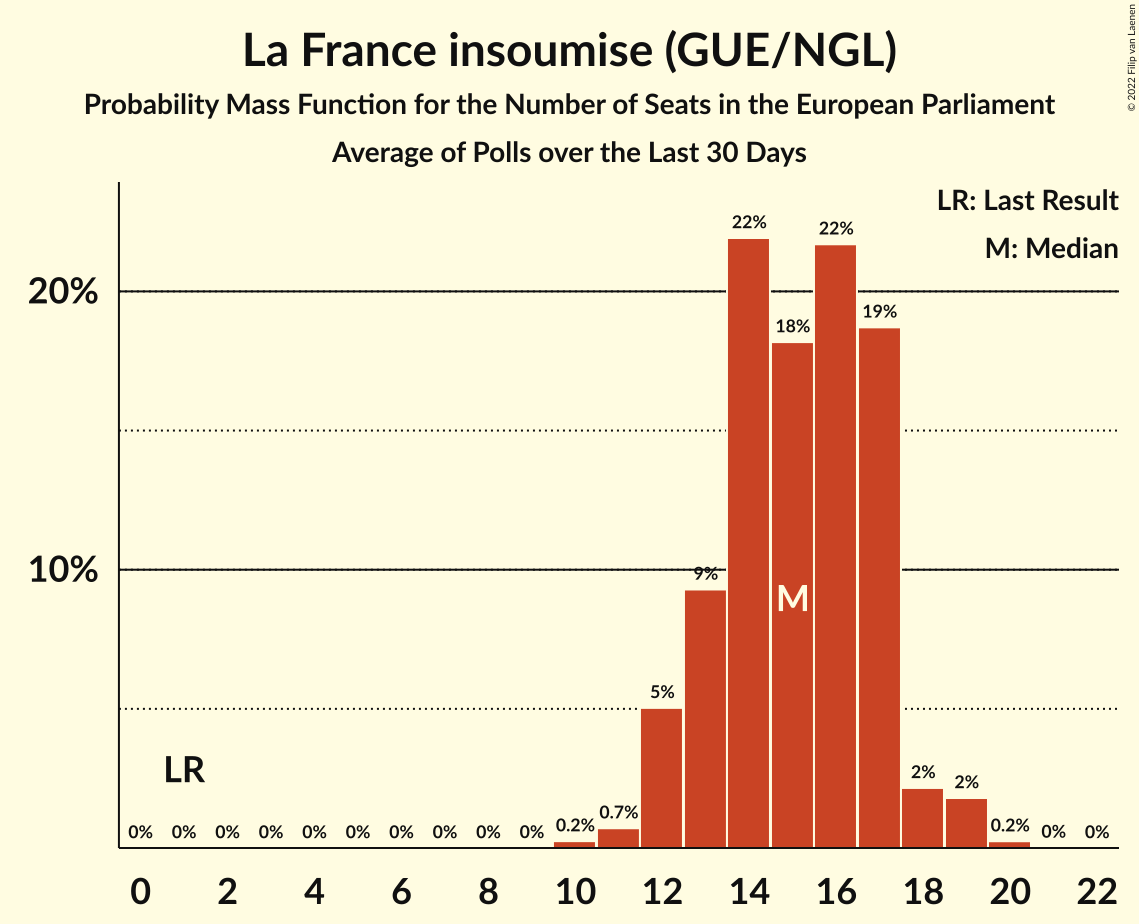 La France insoumise (GUE/NGL)
Probability Mass Function for the Number of Seats in the European Parliament
Average of Polls over the Last 30 Days
© 2022 Filip van Laenen
LR: Last Result
M: Median
20%
10%
22%
22%
19%
18%
9%
M
5%
LR
2%
2%
0% 0% 0% 0% 0% 0% 0% 0% 0% 0% 0.2% 0.7% 0.2% 0% 0%
0 2 4 6 8 10 12 14 16 18 20 22